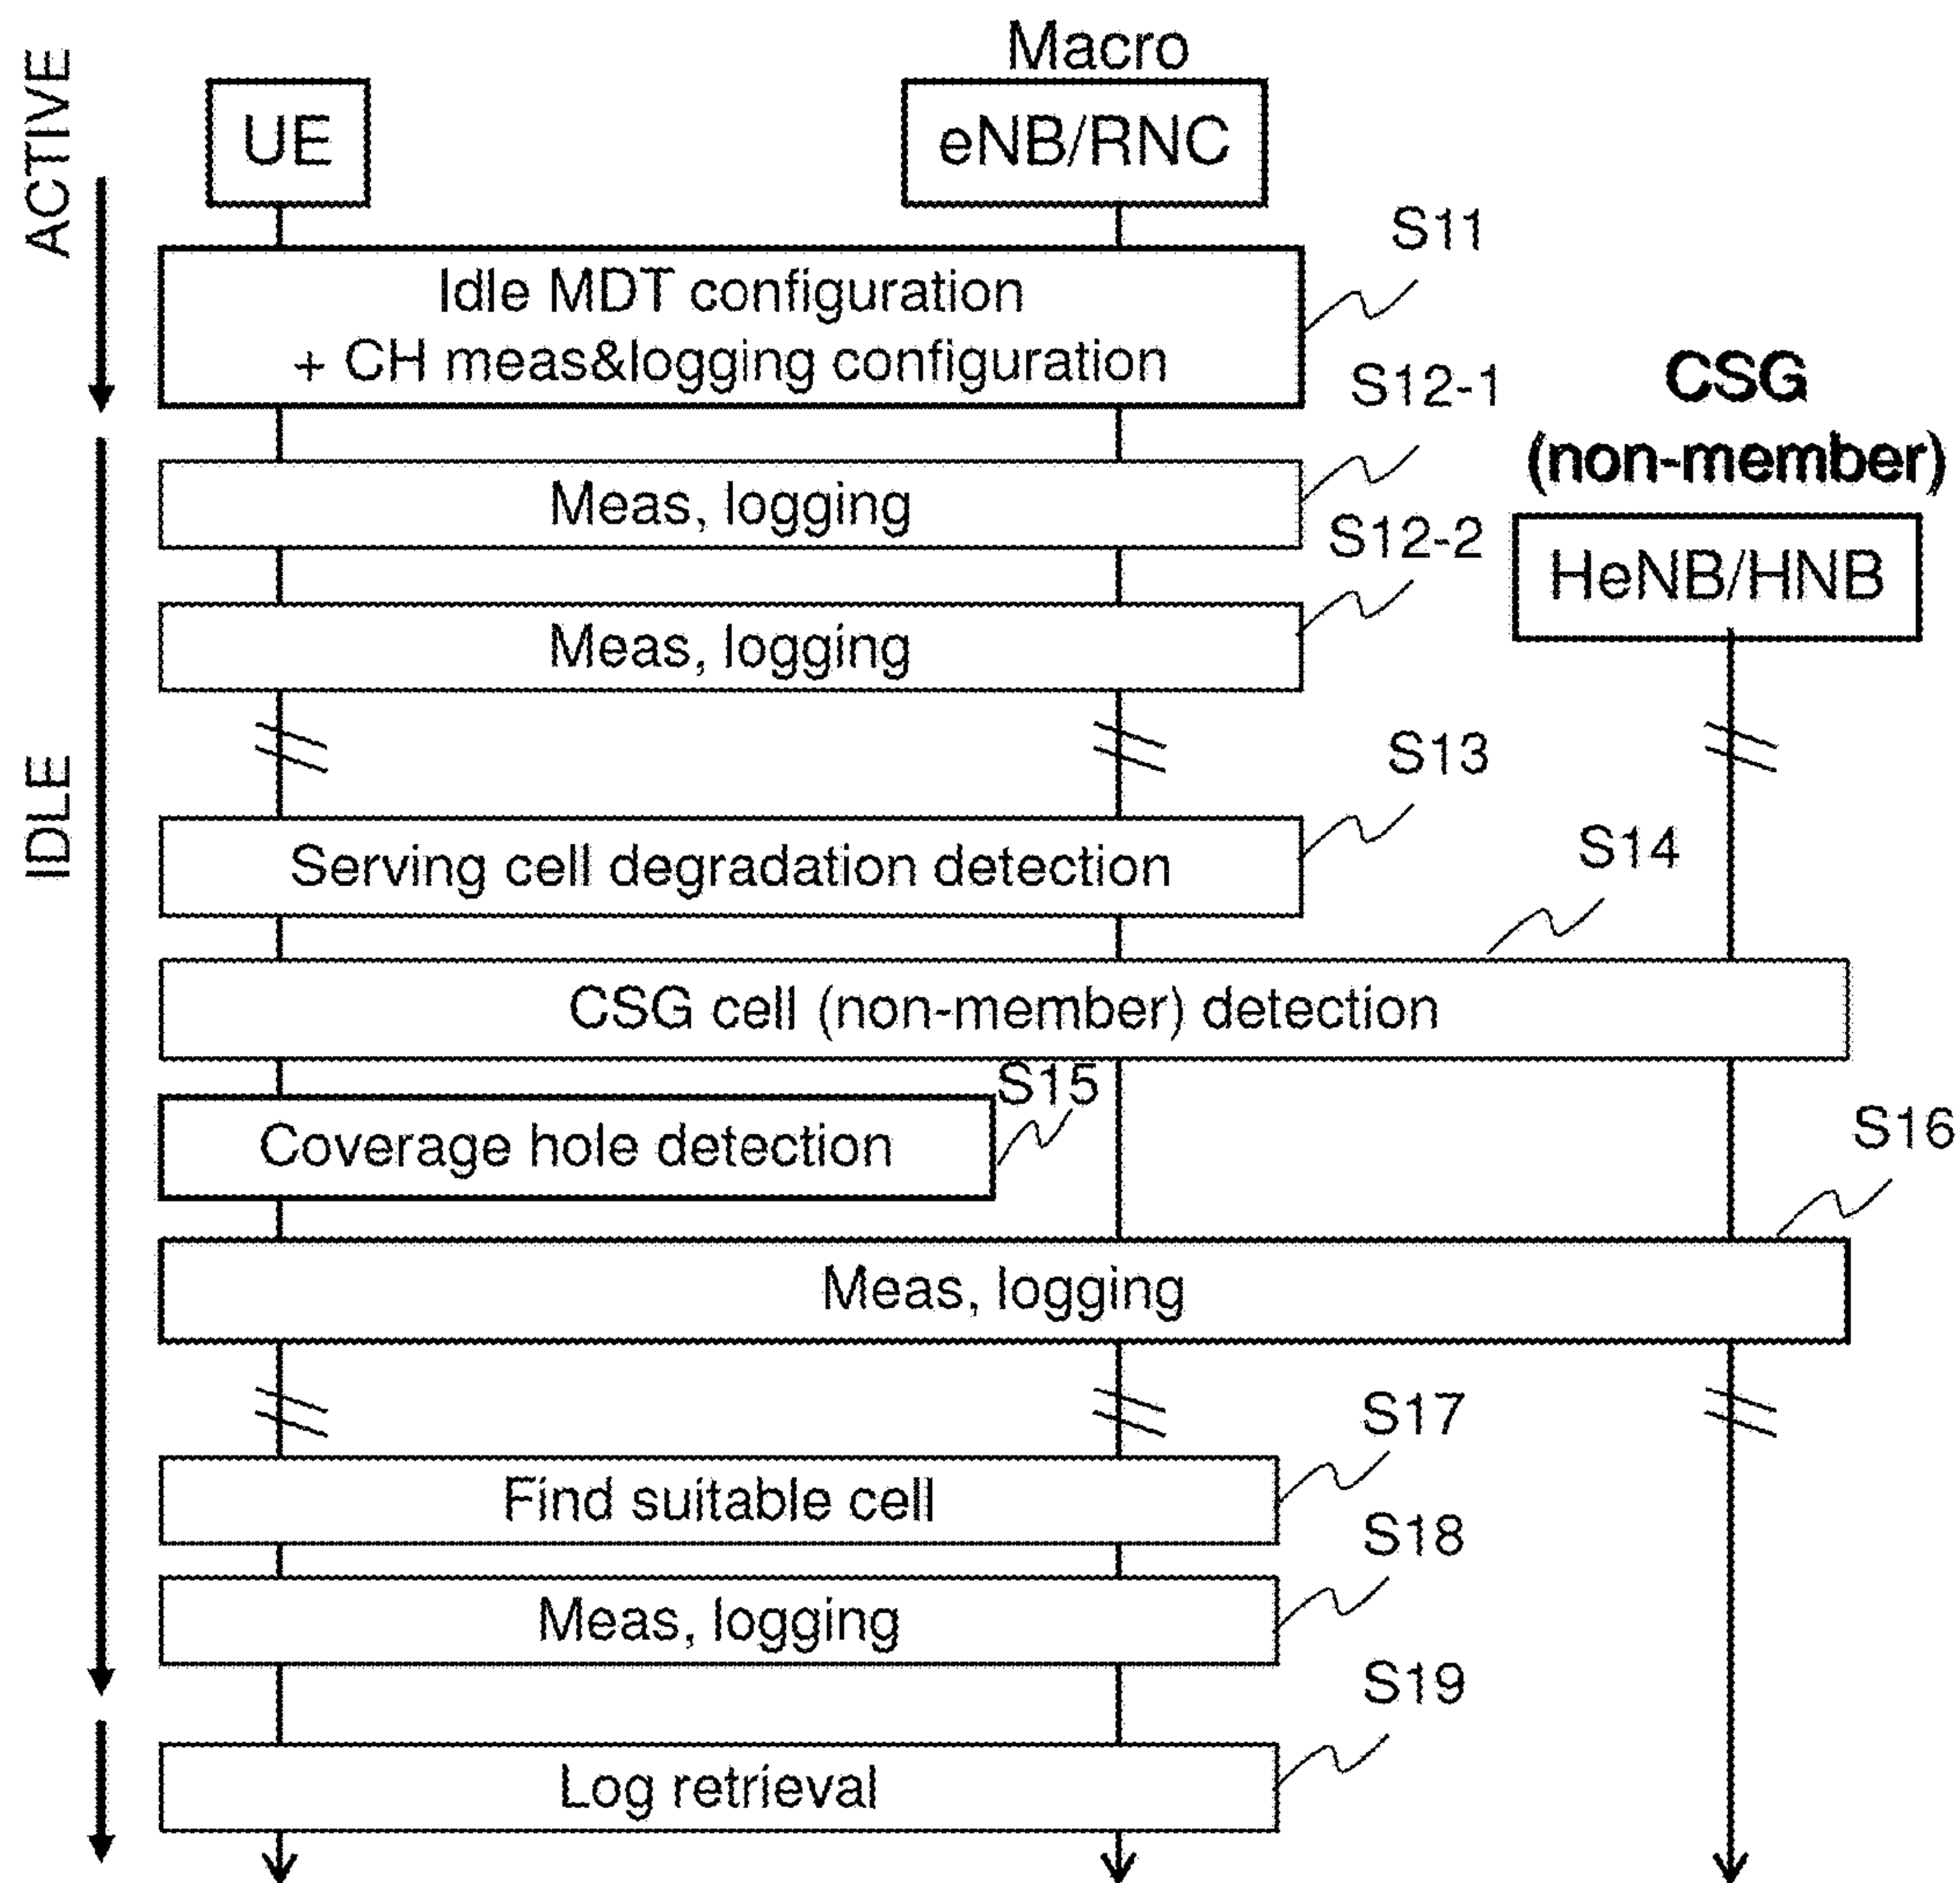 Macro
ACTIVE
UE
eNB/RNC
S11
Idle MDT configuration
+ CH meas&logging configuration
S12-1
CSG
(non-member)
Meas, logging
S12-2
HeNB/HNB
Meas, logging
IDLE
S13
Serving cell degradation detection
S14
CSG cell (non-member) detection
S15
Coverage hole detection
S16
Meas, logging
S17
Find suitable cell
S18
Meas, logging
S19
Log retrieval